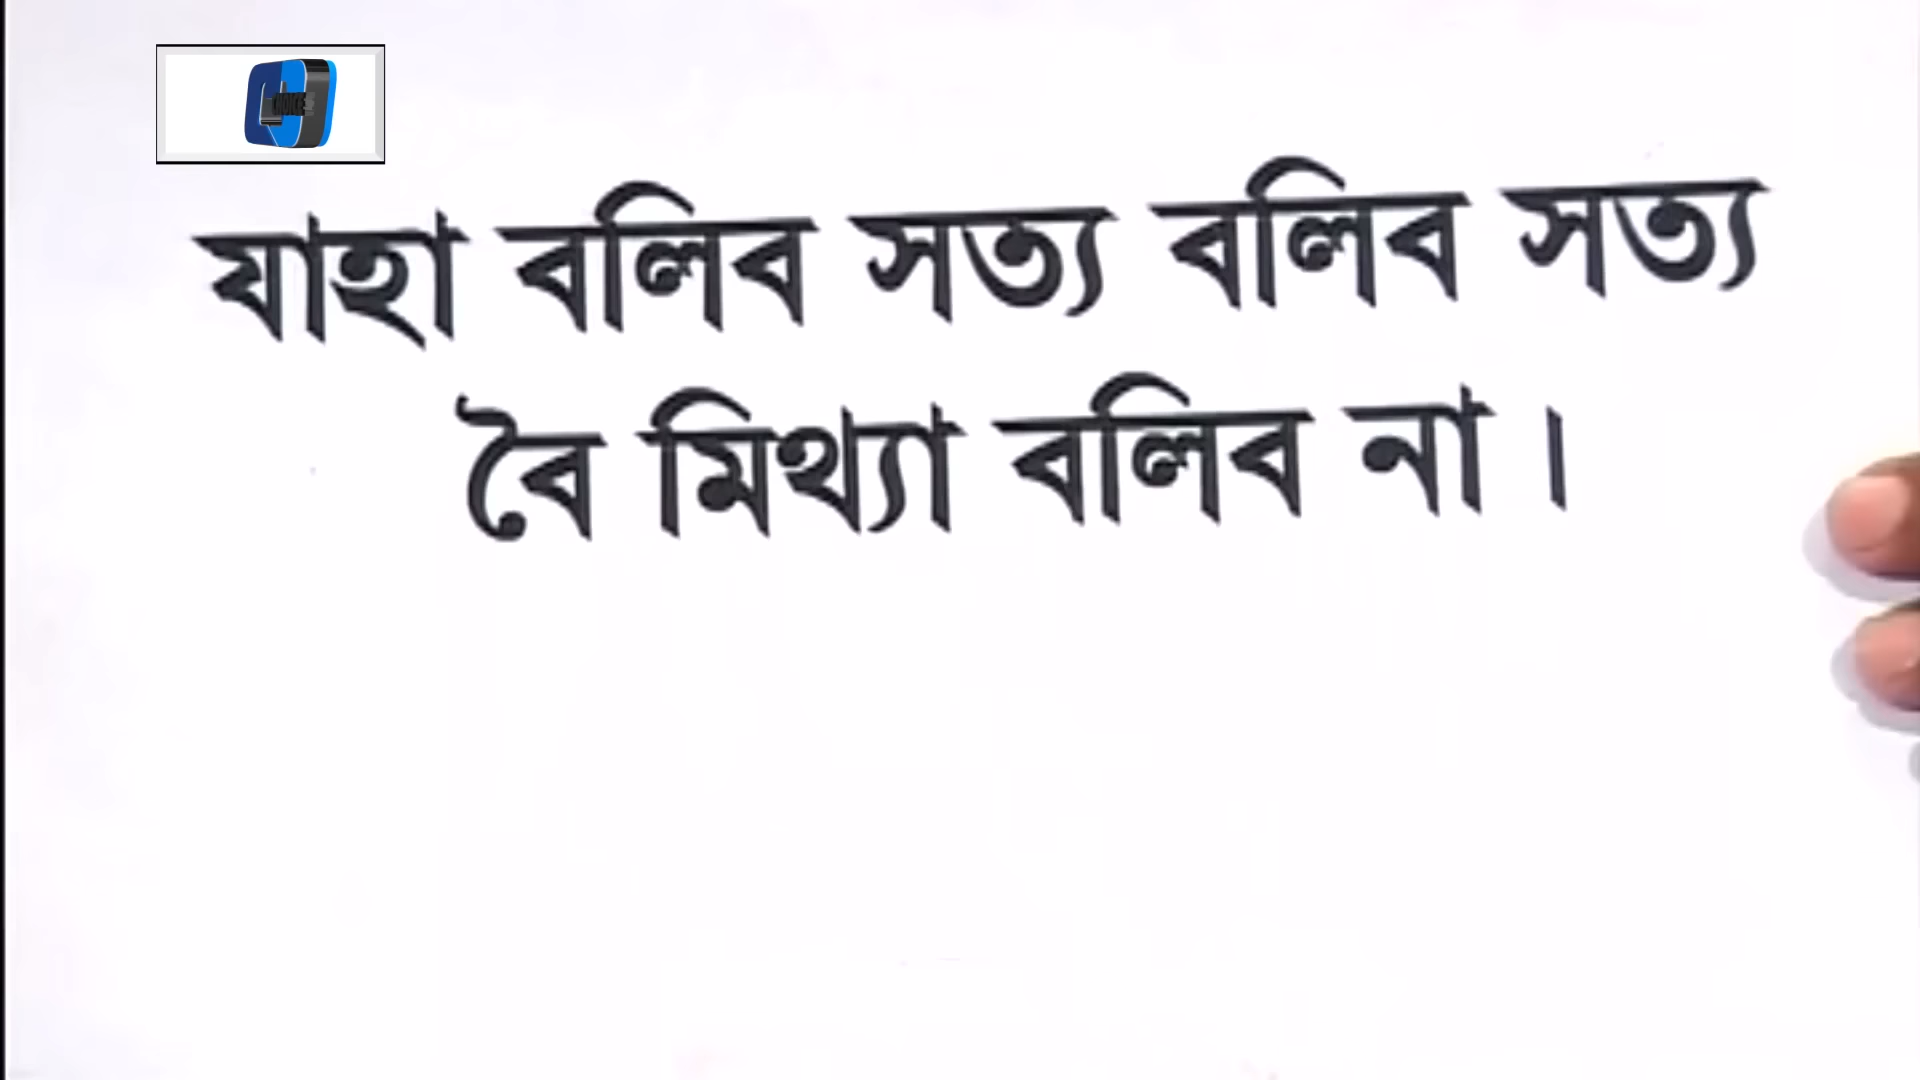 যাহা বলিব সত্য বলিব সত্য
বৈ মিথ্যা বলিব না।